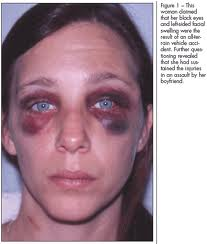 Figure 1 – This
woman claimed
that her black eyes
and left-sided facial
swelling were the
result of an all-ter-
rain vehicle acci-
dent. Further ques-
tioning revealed
that she had sus-
tained the injuries
in an assault by her
boyfriend.